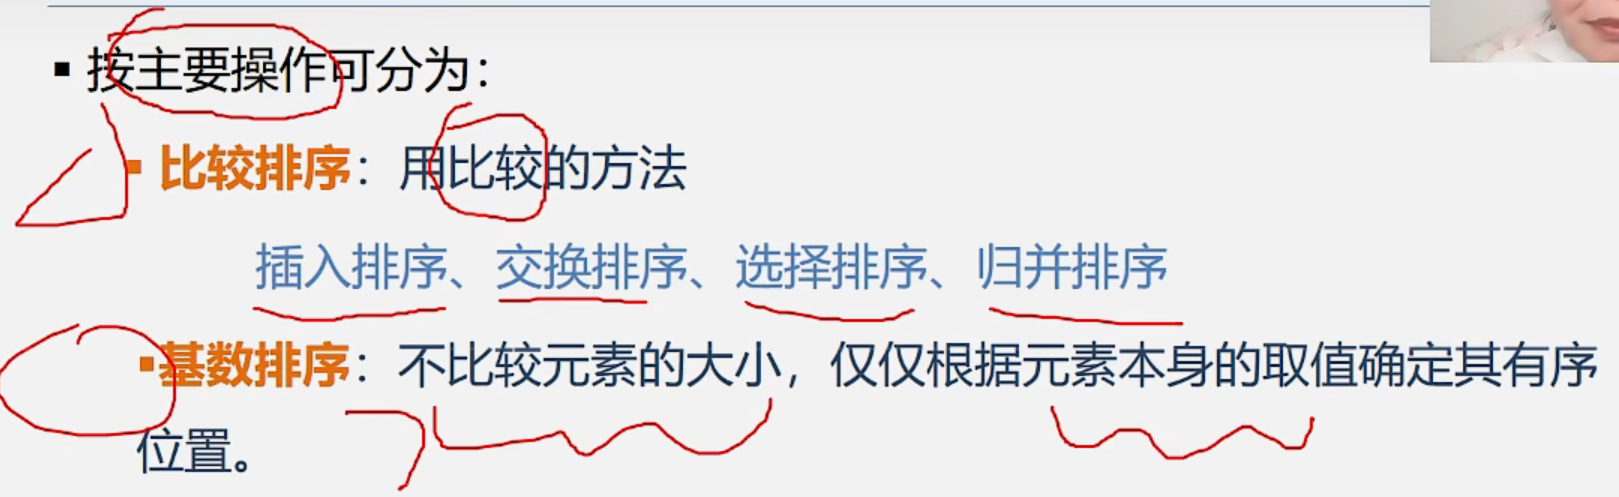 ▪ 按主要操作可分为：
▪ 比较排序：用比较的方法
插入排序、交换排序、选择排序、归并排序
▪基数排序：不比较元素的大小，仅仅根据元素本身的取值确定其有序
位置。